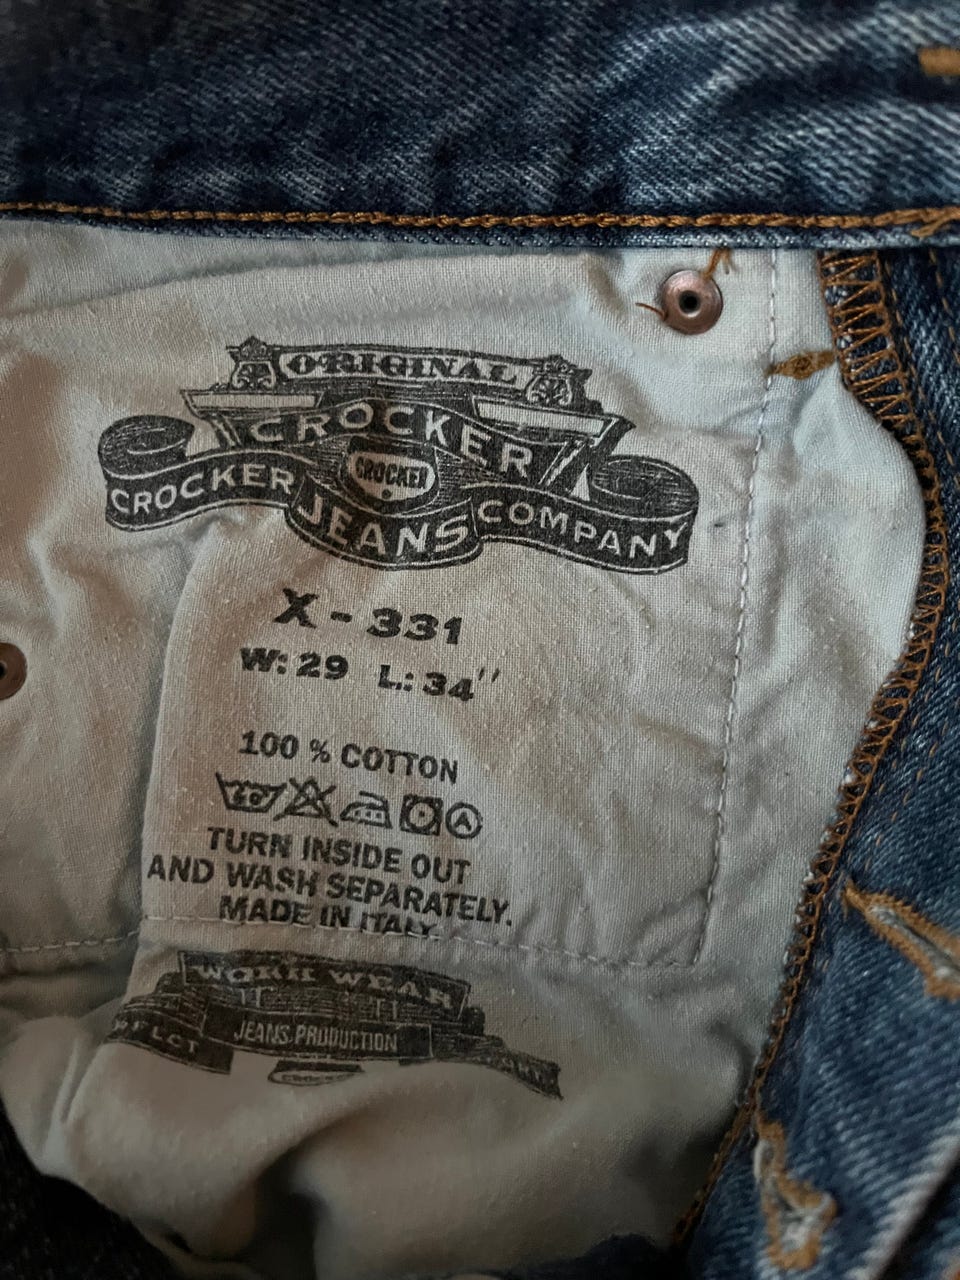 ORIGINAL
CROCKER
CROCKER
CROCKER JEANS COMPANY
X - 331
W: 29 L: 34''
100 % COTTON
A
TURN INSIDE OUT
AND WASH SEPARATELY.
MADE IN ITALY.
WORK WEAR
JEANS PRODUCTION
CROCKER